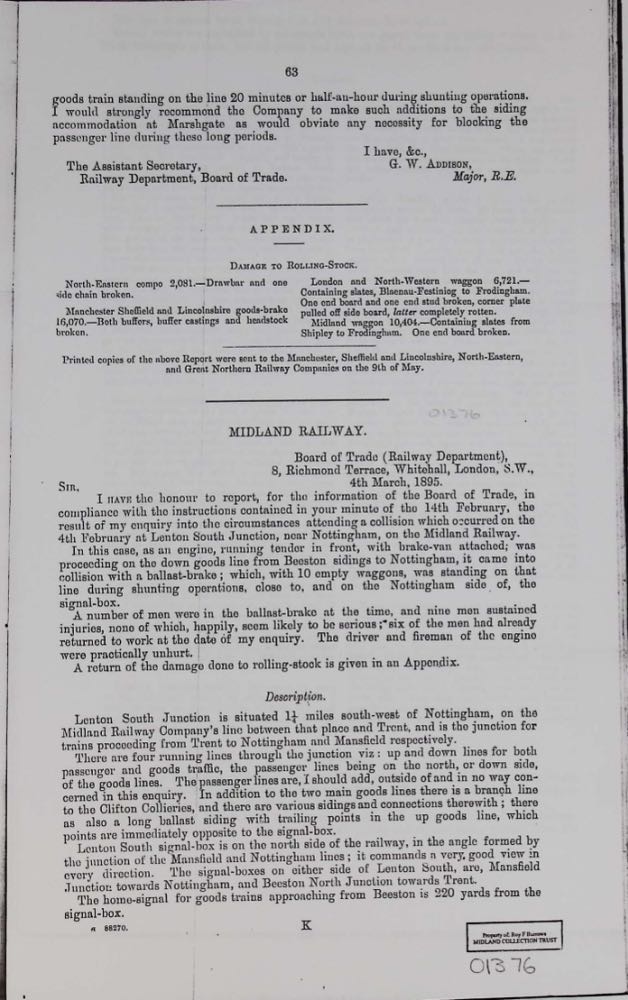 63
goods train standing on the line 20 minutes or half-an-hour during shunting operations.
I would strongly recommend the Company to make such additions to the siding
accommodation at Marshgate as would obviate any necessity for blocking the
passenger line during these long periods.
I have, &c.,
The Assistant Secretary,
G. W. ADDISON,
Railway Department, Board of Trade.
Major, R.E.
APPENDIX.
DAMAGE TO ROLLING-STOCK.
North-Eastern compo 2,081.—Drawbar and one
side chain broken.
Manchester Sheffield and Lincolnshire goods-brake
16,070.—Both buffers, buffer castings and headstock
broken.
London and North-Western waggon 6,721.—
Containing slates, Blaenau-Festiniog to Frodingham.
One end board and one end stud broken, corner plate
pulled off side board, latter completely rotten.
Midland waggon 10,404.—Containing slates from
Shipley to Frodingham. One end board broken.
Printed copies of the above Report were sent to the Manchester, Sheffield and Lincolnshire, North-Eastern,
and Great Northern Railway Companies on the 9th of May.
01376
MIDLAND RAILWAY.
Board of Trade (Railway Department),
8, Richmond Terrace, Whitehall, London, S.W.,
SIR,
4th March, 1895.
I HAVE the honour to report, for the information of the Board of Trade, in
compliance with the instructions contained in your minute of the 14th February, the
result of my enquiry into the circumstances attending a collision which occurred on the
4th February at Lenton South Junction, near Nottingham, on the Midland Railway.
In this case, as an engine, running tender in front, with brake-van attached; was
proceeding on the down goods line from Beeston sidings to Nottingham, it came into
collision with a ballast-brake; which, with 10 empty waggons, was standing on that
line during shunting operations, close to, and on the Nottingham side of, the
signal-box.
A number of men were in the ballast-brake at the time, and nine men sustained
injuries, none of which, happily, seem likely to be serious; six of the men had already
returned to work at the date of my enquiry. The driver and fireman of the engine
were practically unhurt.
A return of the damage done to rolling-stock is given in an Appendix.
Description.
Lenton South Junction is situated 1¼ miles south-west of Nottingham, on the
Midland Railway Company's line between that place and Trent, and is the junction for
trains proceeding from Trent to Nottingham and Mansfield respectively.
There are four running lines through the junction viz: up and down lines for both
passenger and goods traffic, the passenger lines being on the north, or down side,
of the goods lines. The passenger lines are, I should add, outside of and in no way con-
cerned in this enquiry. In addition to the two main goods lines there is a branch line
to the Clifton Collieries, and there are various sidings and connections therewith; there
as also a long ballast siding with trailing points in the up goods line, which
points are immediately opposite to the signal-box.
Lenton South signal-box is on the north side of the railway, in the angle formed by
the junction of the Mansfield and Nottingham lines; it commands a very good view in
every direction. The signal-boxes on either side of Lenton South, are, Mansfield
Junction towards Nottingham, and Beeston North Junction towards Trent.
The home-signal for goods trains approaching from Beeston is 220 yards from the
signal-box.
88270.
K
Property of: Roy F Burrows
MIDLAND COLLECTION TRUST
01376